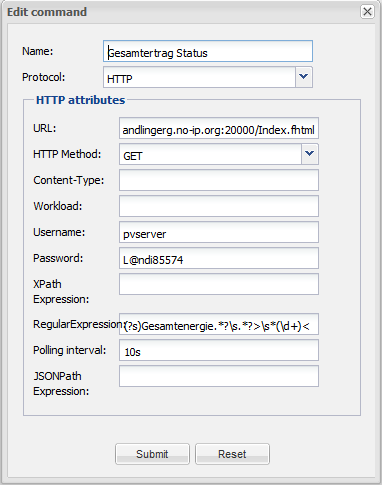 Edit command
Name: Gesamtertrag Status
Protocol: HTTP
HTTP attributes
URL: andlingerg.no-ip.org:20000/Index.fhtml
HTTP Method: GET
Content-Type:
Workload:
Username: pvserver
Password: L@ndi85574
XPath
Expression:
RegularExpression: (?s)Gesamtenergie.*?\s.*?>\s*(\d+)<
Polling interval: 10s
JSONPath
Expression:
Submit Reset